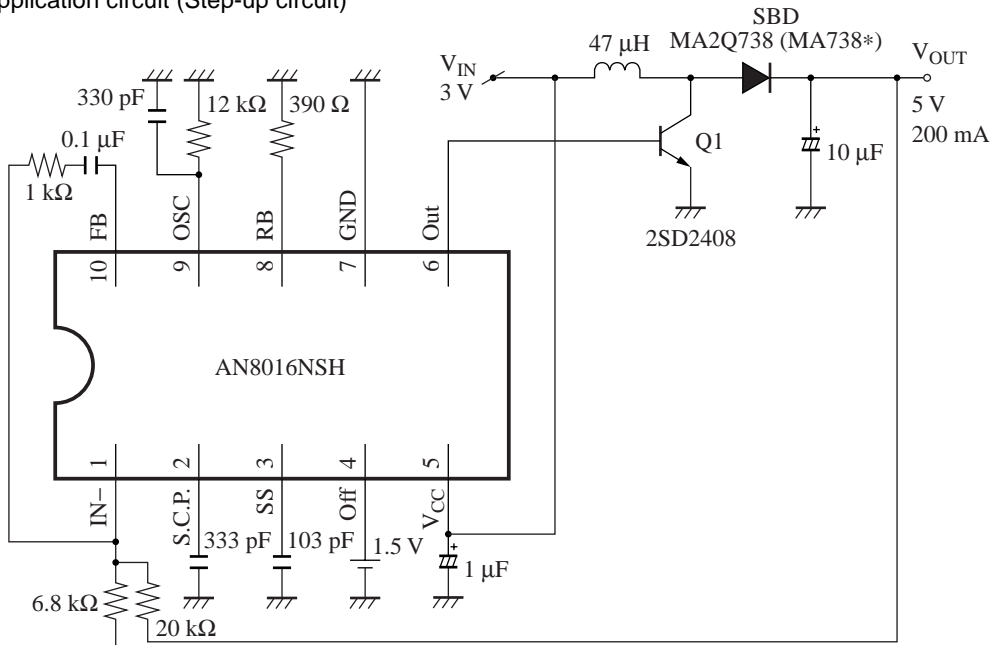 pplication circuit (Step-up circuit)
SBD
MA2Q738 (MA738*)
47 μH
VIN
3 V
VOUT
5 V
200 mA
330 pF
12 kΩ
390 Ω
0.1 μF
1 kΩ
Q1
10 μF
2SD2408
FB
OSC
RB
GND
Out
10
9
8
7
6
AN8016NSH
1
2
3
4
5
IN−
S.C.P.
SS
Off
VCC
333 pF
103 pF
1.5 V
1 μF
6.8 kΩ
20 kΩ